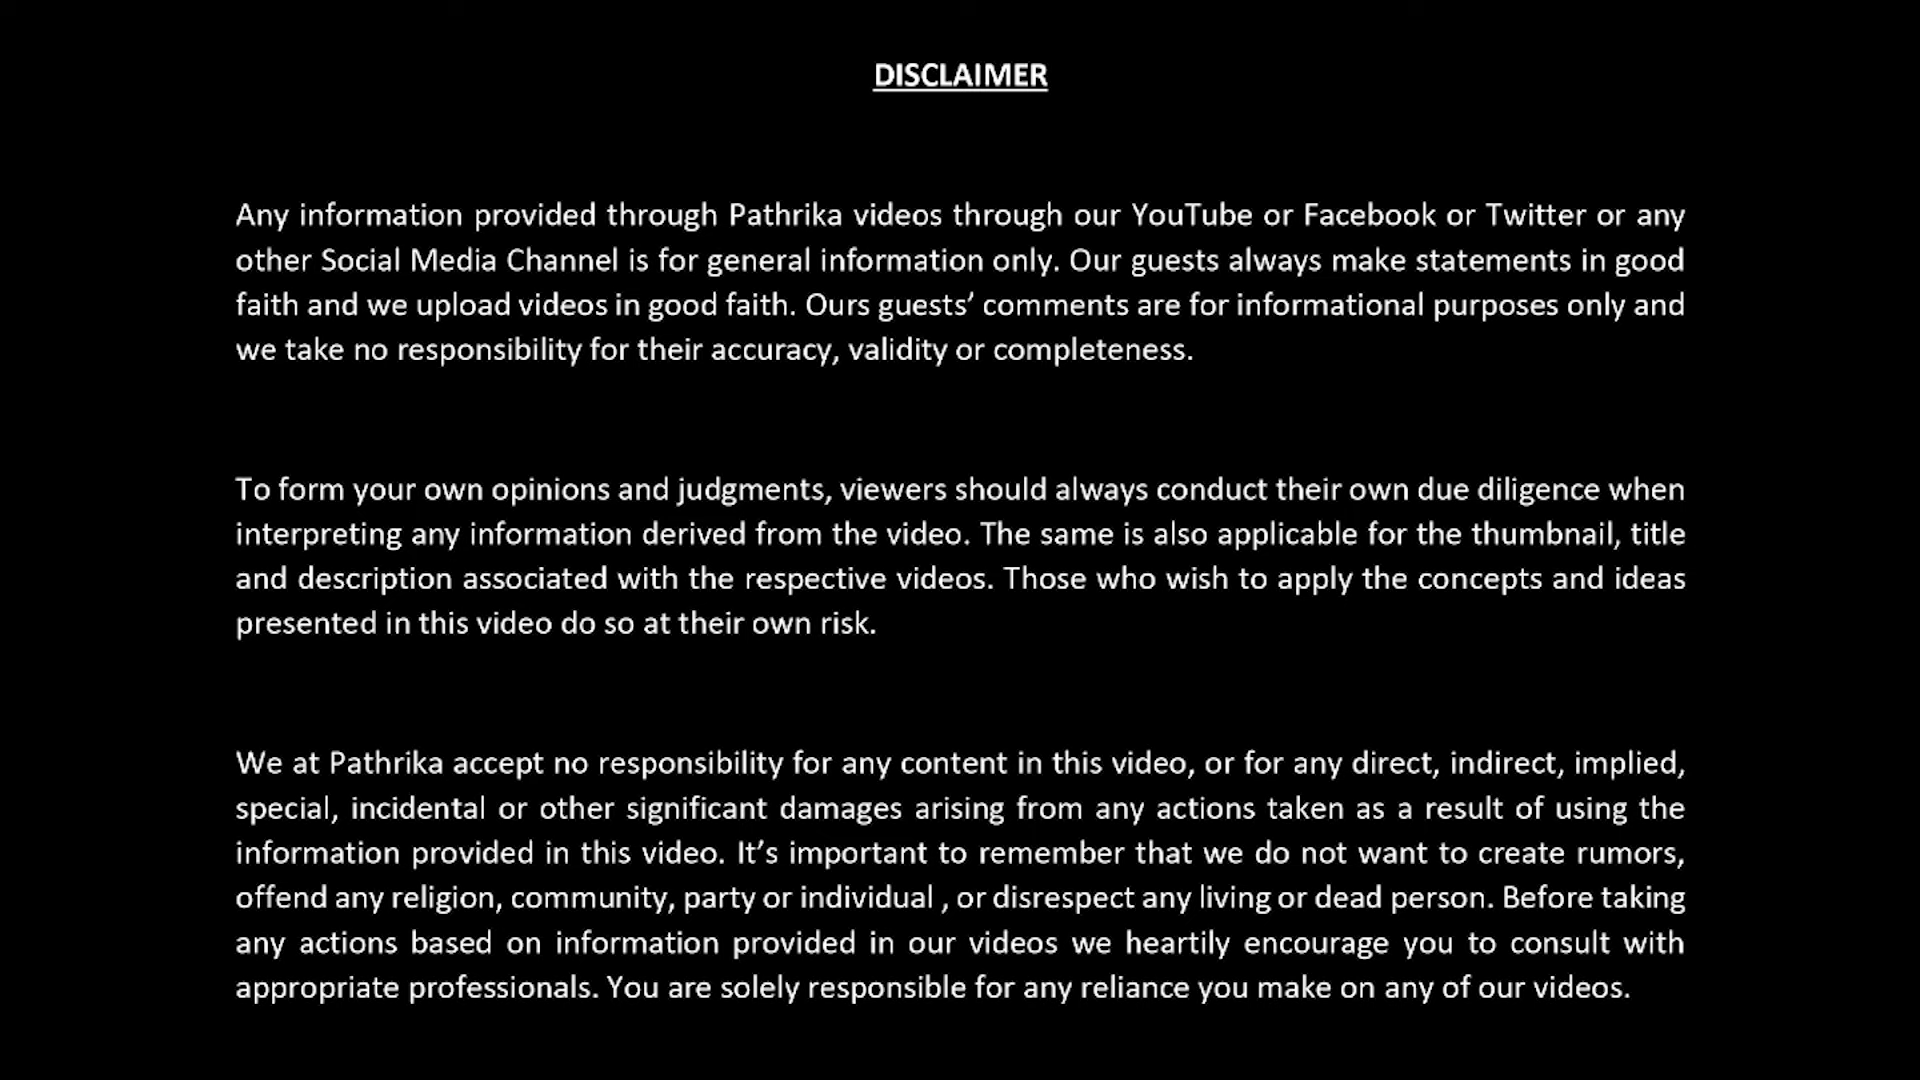 DISCLAIMER
Any information provided through Pathrika videos through our YouTube or Facebook or Twitter or any
other Social Media Channel is for general information only. Our guests always make statements in good
faith and we upload videos in good faith. Ours guests’ comments are for informational purposes only and
we take no responsibility for their accuracy, validity or completeness.
To form your own opinions and judgments, viewers should always conduct their own due diligence when
interpreting any information derived from the video. The same is also applicable for the thumbnail, title
and description associated with the respective videos. Those who wish to apply the concepts and ideas
presented in this video do so at their own risk.
We at Pathrika accept no responsibility for any content in this video, or for any direct, indirect, implied,
special, incidental or other significant damages arising from any actions taken as a result of using the
information provided in this video. It’s important to remember that we do not want to create rumors,
offend any religion, community, party or individual , or disrespect any living or dead person. Before taking
any actions based on information provided in our videos we heartily encourage you to consult with
appropriate professionals. You are solely responsible for any reliance you make on any of our videos.